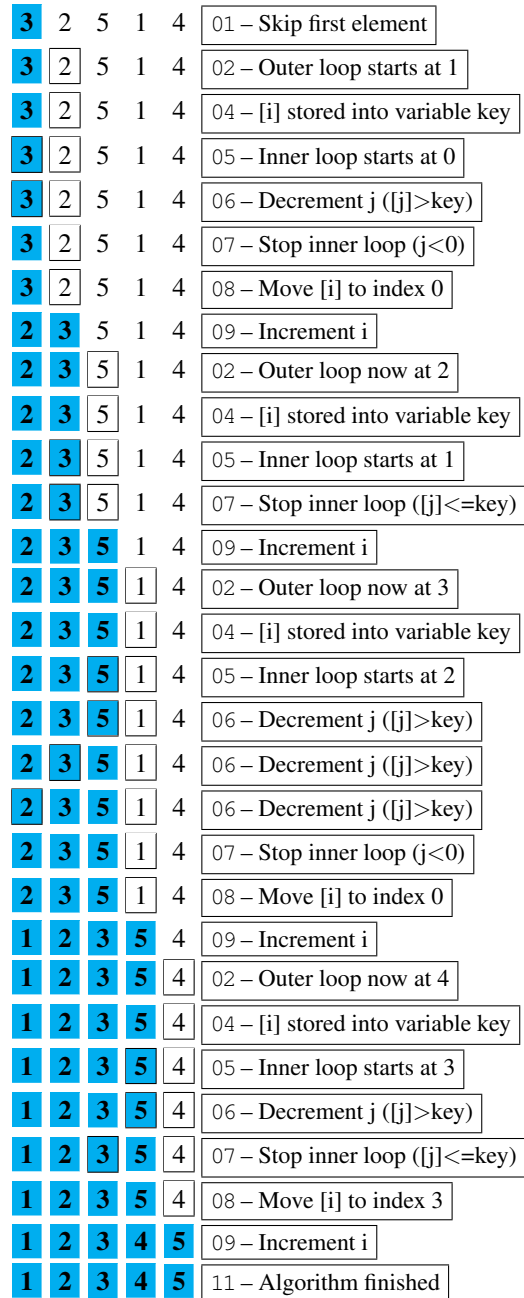 3 2 5 1 4 01 – Skip first element
3 2 5 1 4 02 – Outer loop starts at 1
3 2 5 1 4 04 – [i] stored into variable key
3 2 5 1 4 05 – Inner loop starts at 0
3 2 5 1 4 06 – Decrement j ([j]>key)
3 2 5 1 4 07 – Stop inner loop (j<0)
3 2 5 1 4 08 – Move [i] to index 0
2 3 5 1 4 09 – Increment i
2 3 5 1 4 02 – Outer loop now at 2
2 3 5 1 4 04 – [i] stored into variable key
2 3 5 1 4 05 – Inner loop starts at 1
2 3 5 1 4 07 – Stop inner loop ([j]<=key)
2 3 5 1 4 09 – Increment i
2 3 5 1 4 02 – Outer loop now at 3
2 3 5 1 4 04 – [i] stored into variable key
2 3 5 1 4 05 – Inner loop starts at 2
2 3 5 1 4 06 – Decrement j ([j]>key)
2 3 5 1 4 06 – Decrement j ([j]>key)
2 3 5 1 4 06 – Decrement j ([j]>key)
2 3 5 1 4 07 – Stop inner loop (j<0)
2 3 5 1 4 08 – Move [i] to index 0
1 2 3 5 4 09 – Increment i
1 2 3 5 4 02 – Outer loop now at 4
1 2 3 5 4 04 – [i] stored into variable key
1 2 3 5 4 05 – Inner loop starts at 3
1 2 3 5 4 06 – Decrement j ([j]>key)
1 2 3 5 4 07 – Stop inner loop ([j]<=key)
1 2 3 5 4 08 – Move [i] to index 3
1 2 3 4 5 09 – Increment i
1 2 3 4 5 11 – Algorithm finished